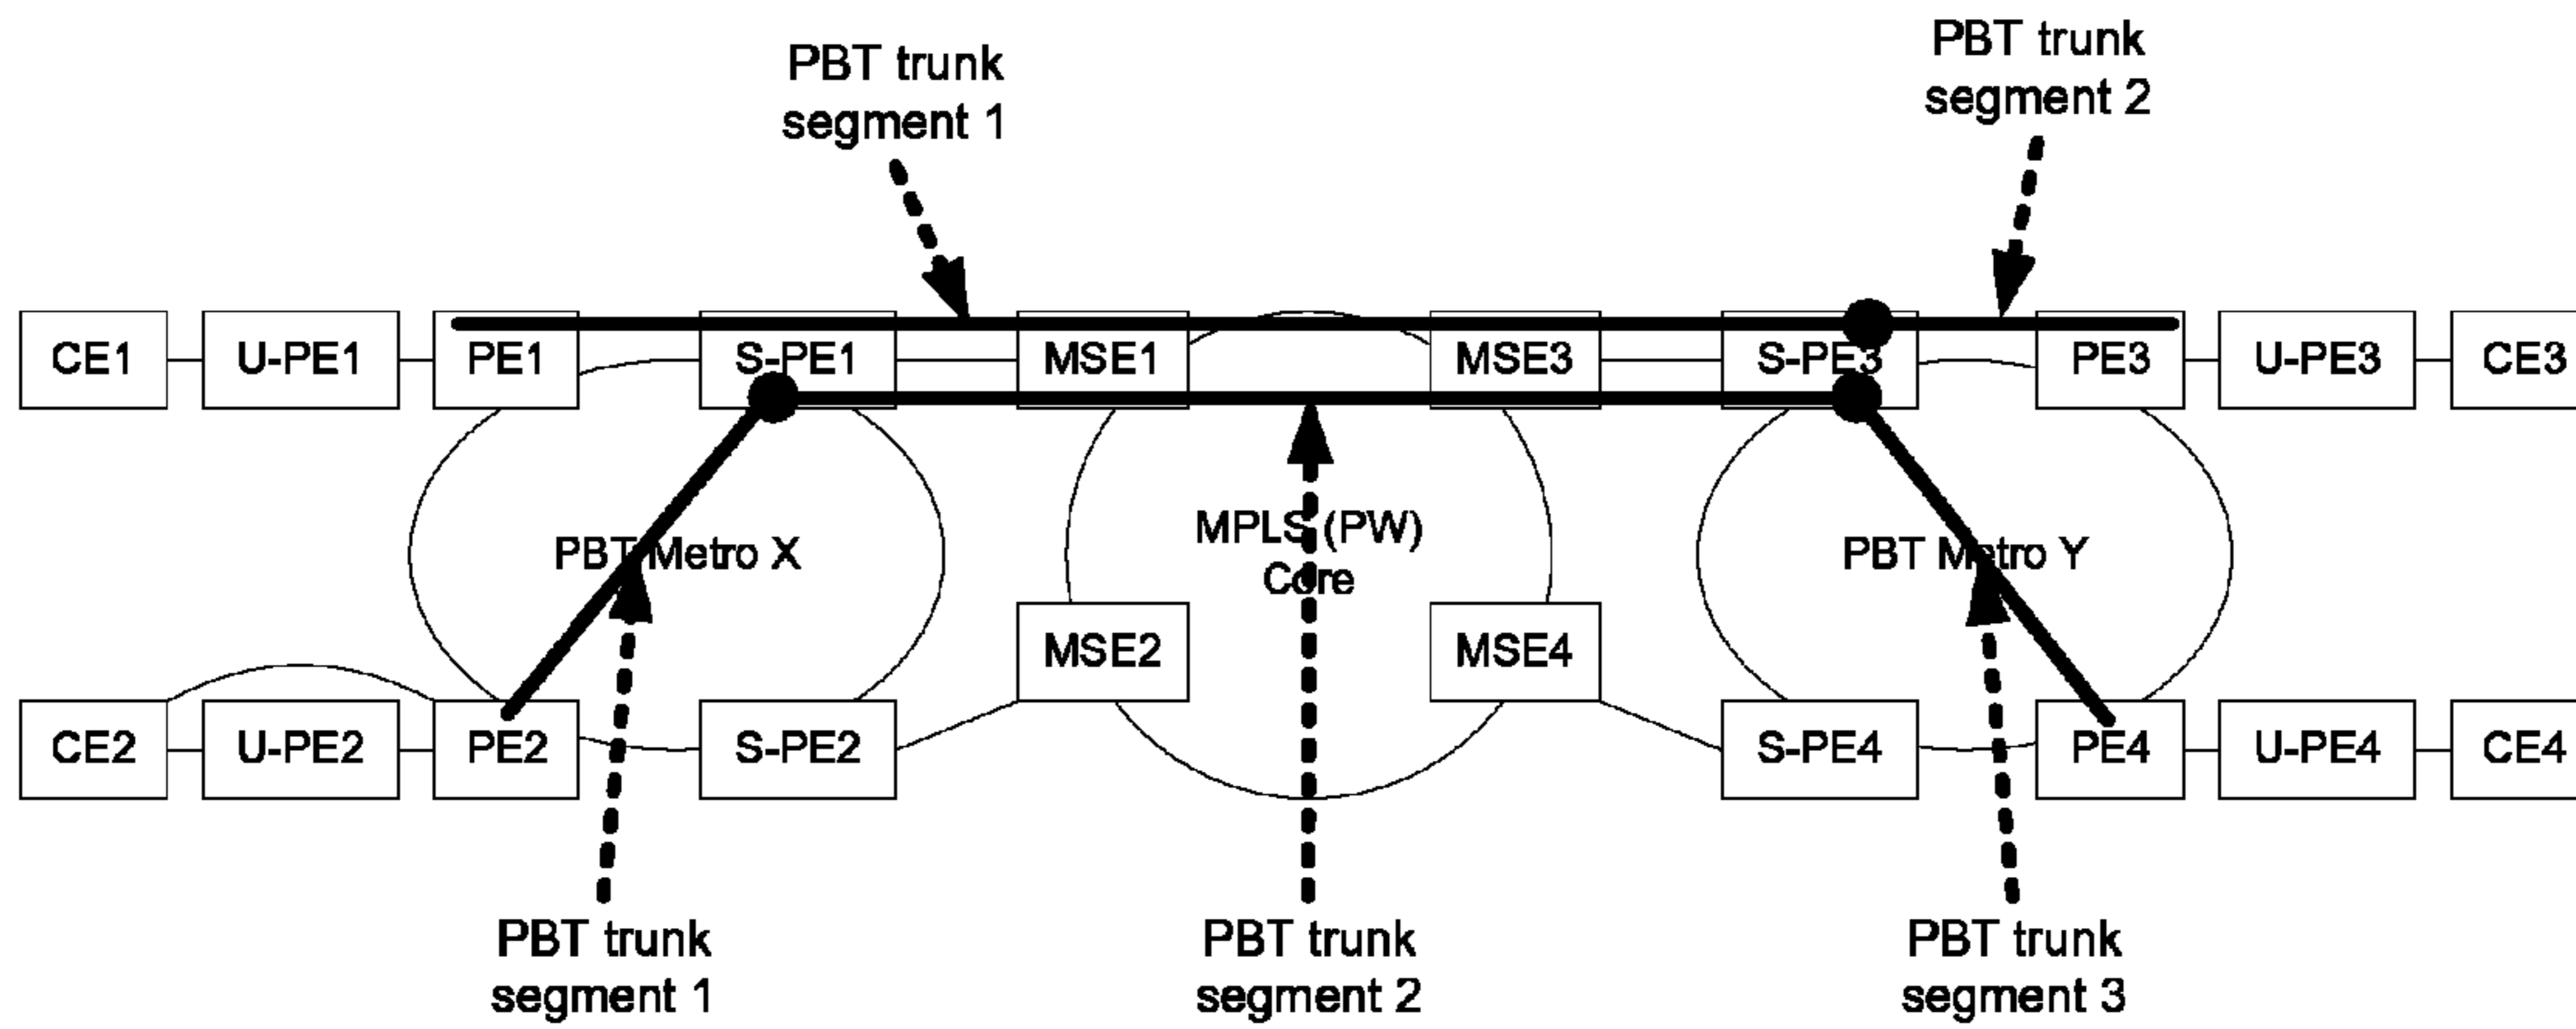 PBT trunk
segment 1
PBT trunk
segment 2
CE1
U-PE1
PE1
S-PE1
MSE1
MSE3
S-PE3
PE3
U-PE3
CE3
PBT Metro X
MPLS (PW)
Core
PBT Metro Y
MSE2
MSE4
CE2
U-PE2
PE2
S-PE2
S-PE4
PE4
U-PE4
CE4
PBT trunk
segment 1
PBT trunk
segment 2
PBT trunk
segment 3